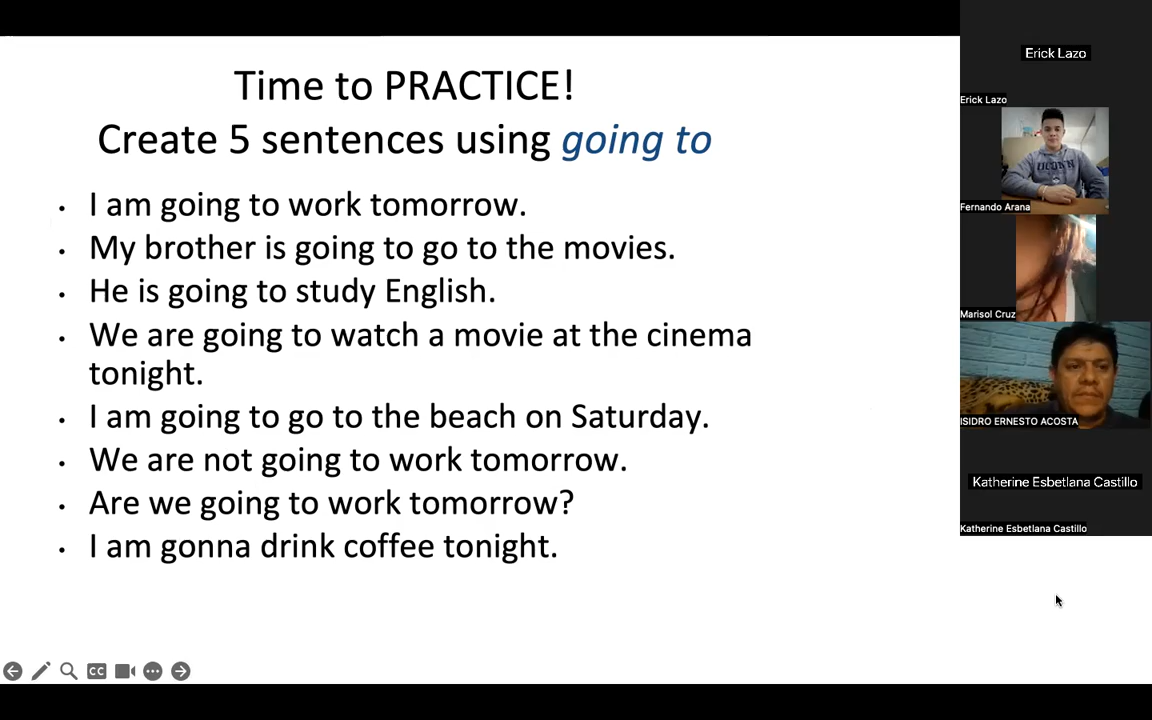 Time to PRACTICE!
Create 5 sentences using going to
• I am going to work tomorrow.
• My brother is going to go to the movies.
• He is going to study English.
• We are going to watch a movie at the cinema
tonight.
• I am going to go to the beach on Saturday.
• We are not going to work tomorrow.
• Are we going to work tomorrow?
• I am gonna drink coffee tonight.
CC
Erick Lazo
Erick Lazo
UCONN
Fernando Arana
Marisol Cruz
ISIDRO ERNESTO ACOSTA
Katherine Esbetlana Castillo
Katherine Esbetlana Castillo